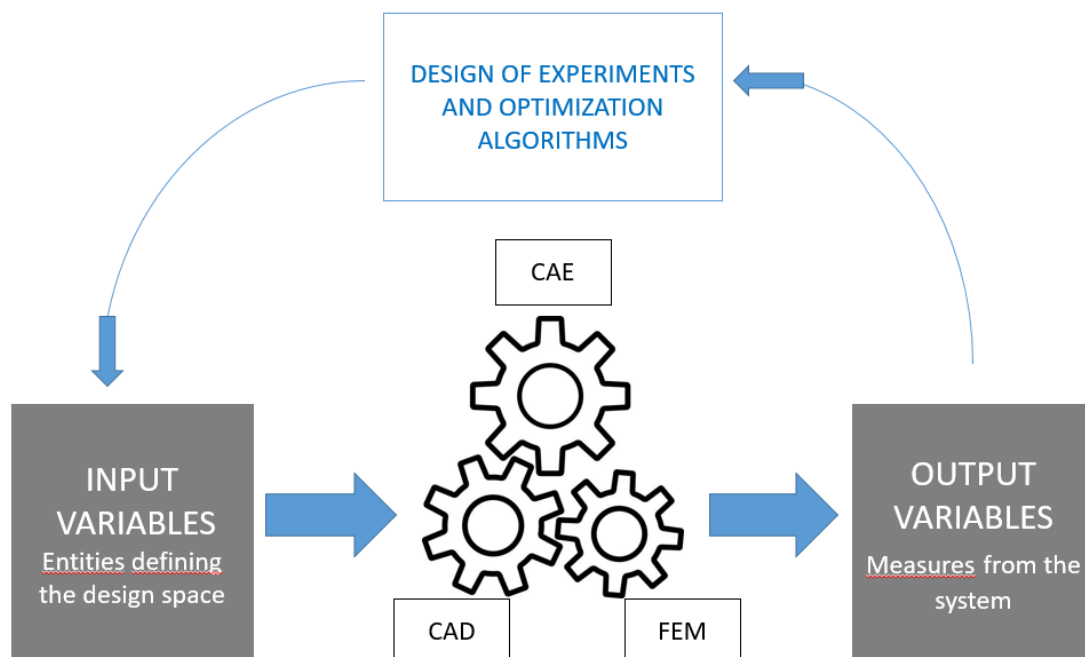 DESIGN OF EXPERIMENTS
AND OPTIMIZATION
ALGORITHMS
CAE
INPUT
VARIABLES
Entities defining
the design space
CAD
FEM
OUTPUT
VARIABLES
Measures from the
system